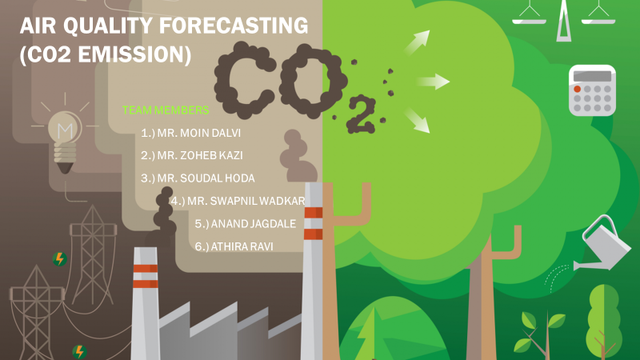 AIR QUALITY FORECASTING
(CO2 EMISSION)
CO2
TEAM MEMBERS
M
1.) MR. MOIN DALVI
2.) MR. ZOHEB KAZI
3.) MR. SOUDAL HODA
4.) MR. SWAPNIL WADKAR
5.) ANAND JAGDALE
6.) ATHIRA RAVI